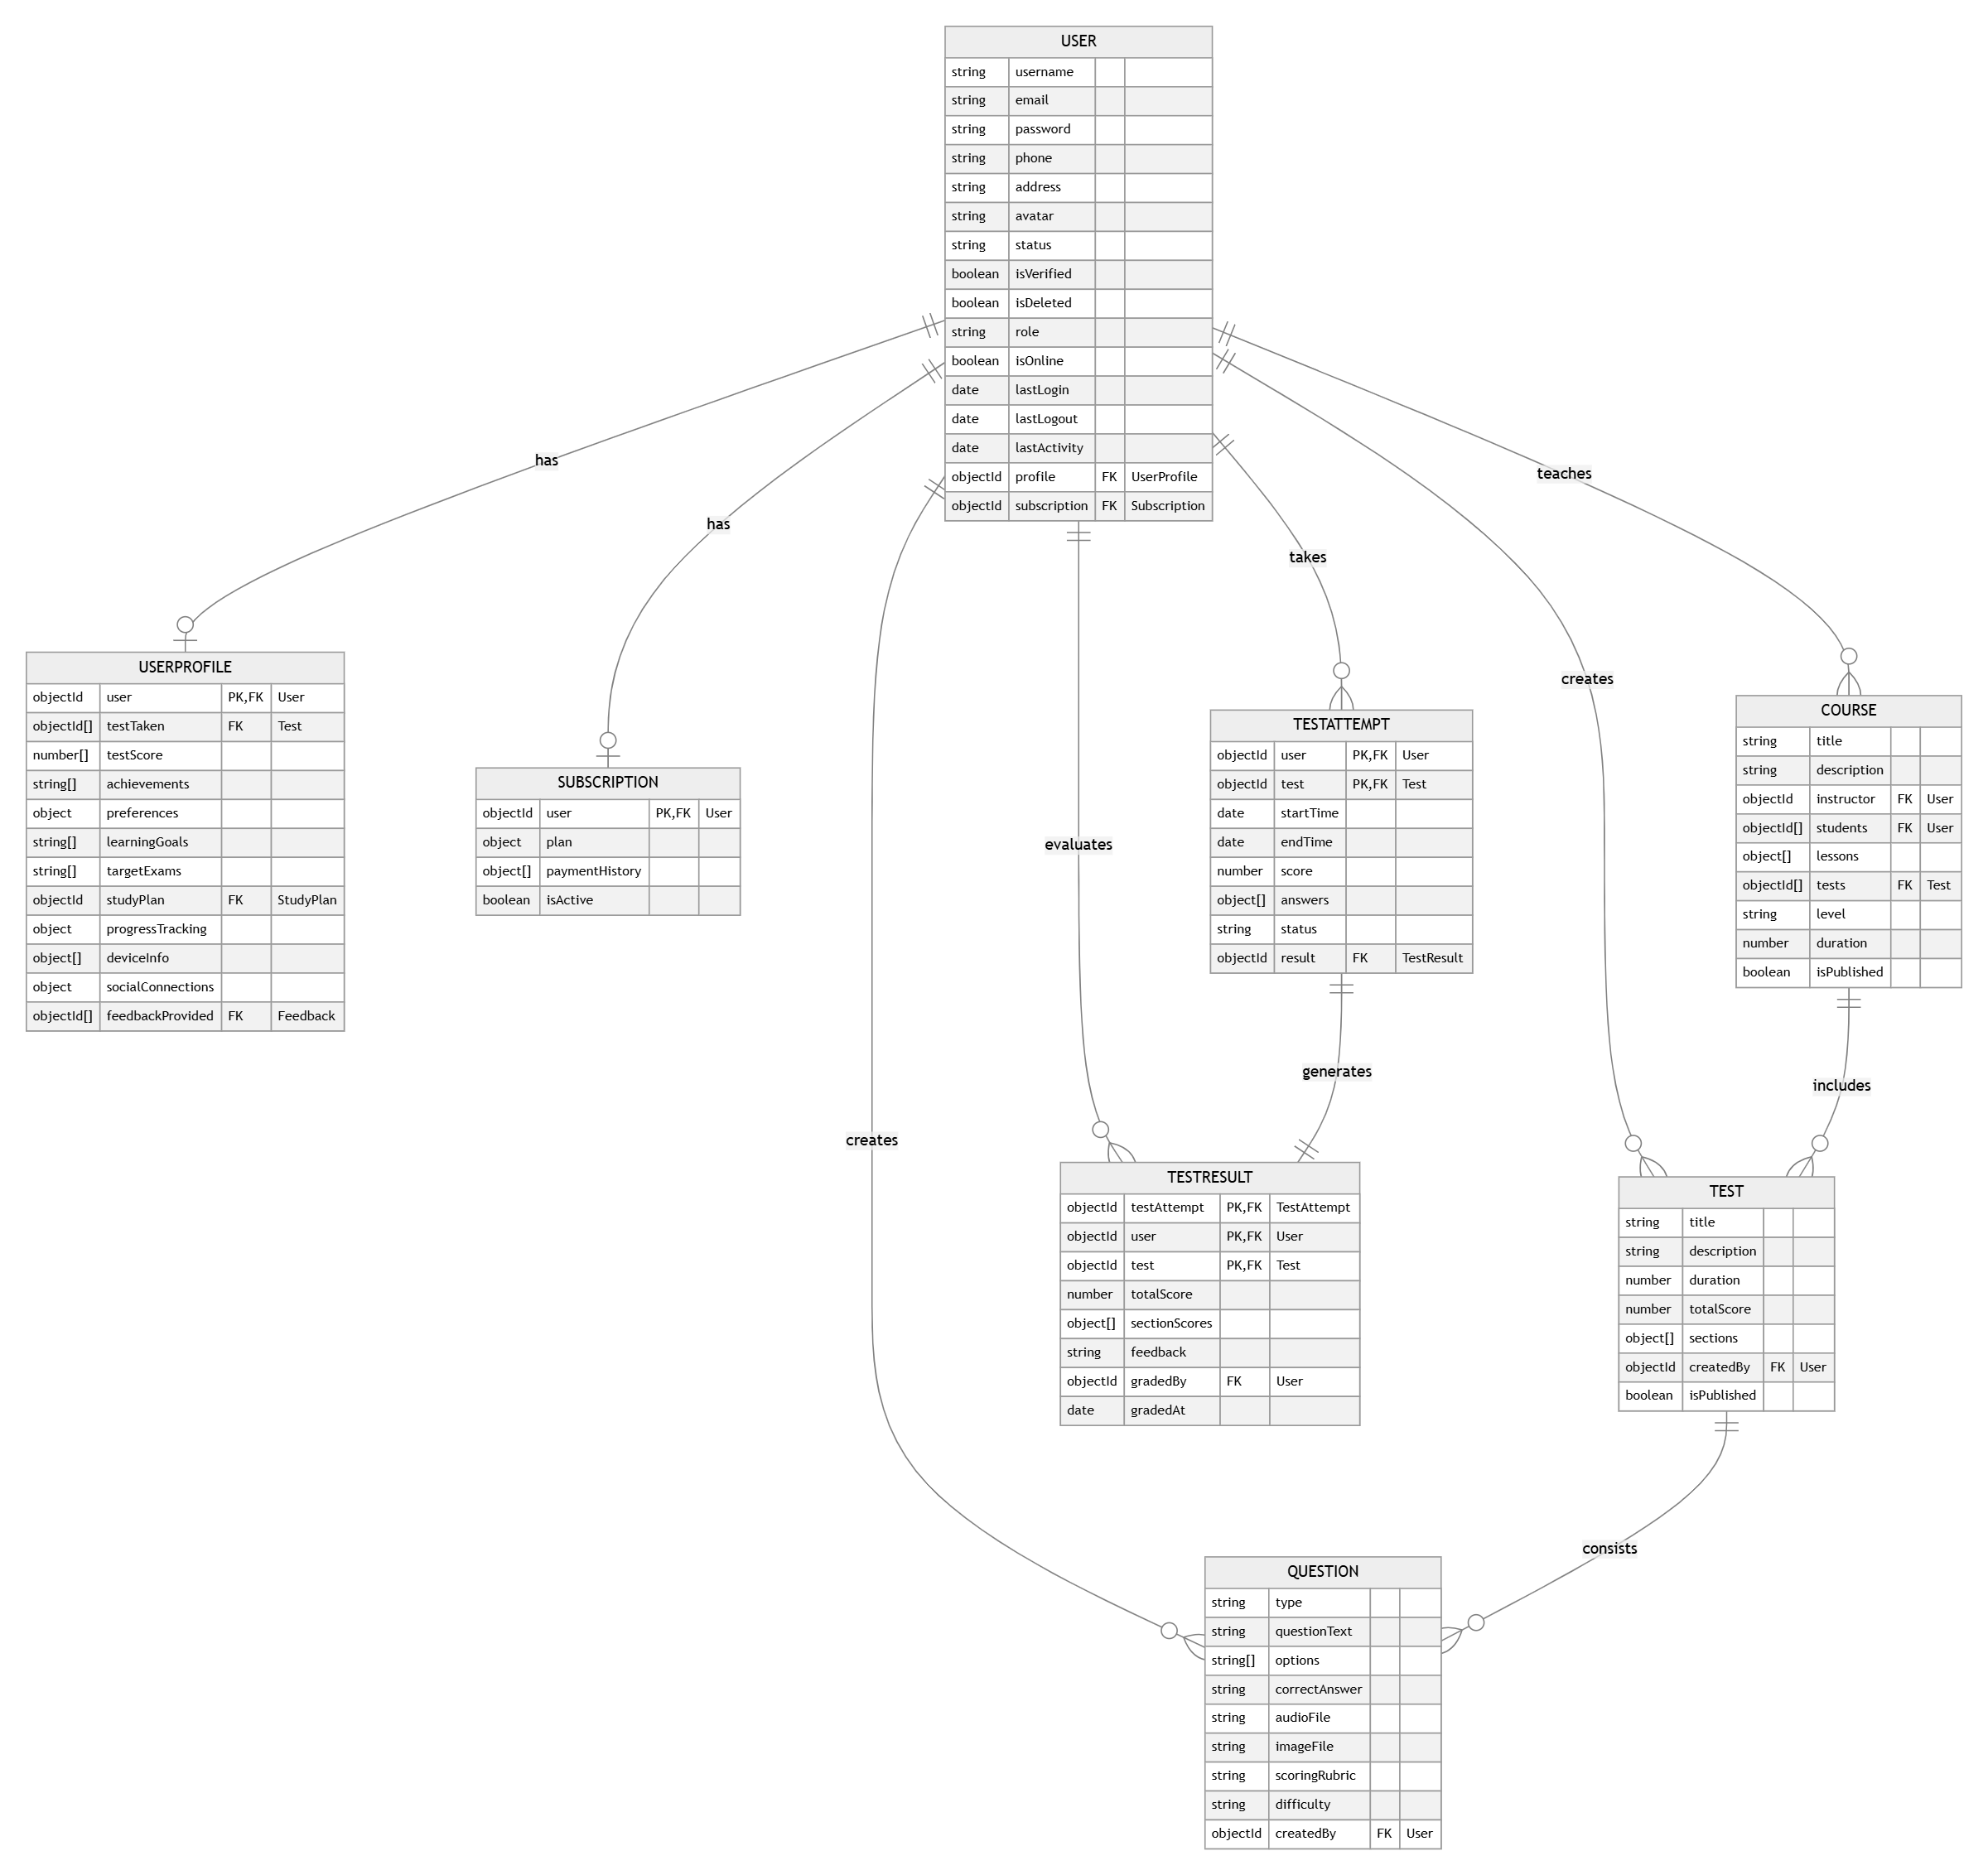 USER
string username
string email
string password
string phone
string address
string avatar
string status
boolean isVerified
boolean isDeleted
string role
boolean isOnline
date lastLogin
date lastLogout
date lastActivity
objectId profile FK UserProfile
objectId subscription FK Subscription
has
has
teaches
takes
creates
evaluates
creates
generates
includes
consists
USERPROFILE
objectId user PK,FK User
objectId[] testTaken FK Test
number[] testScore
string[] achievements
object preferences
string[] learningGoals
string[] targetExams
objectId studyPlan FK StudyPlan
object progressTracking
object[] deviceInfo
object socialConnections
objectId[] feedbackProvided FK Feedback
SUBSCRIPTION
objectId user PK,FK User
object plan
object[] paymentHistory
boolean isActive
TESTATTEMPT
objectId user PK,FK User
objectId test PK,FK Test
date startTime
date endTime
number score
object[] answers
string status
objectId result FK TestResult
COURSE
string title
string description
objectId instructor FK User
objectId[] students FK User
object[] lessons
objectId[] tests FK Test
string level
number duration
boolean isPublished
TESTRESULT
objectId testAttempt PK,FK TestAttempt
objectId user PK,FK User
objectId test PK,FK Test
number totalScore
object[] sectionScores
string feedback
objectId gradedBy FK User
date gradedAt
TEST
string title
string description
number duration
number totalScore
object[] sections
objectId createdBy FK User
boolean isPublished
QUESTION
string type
string questionText
string[] options
string correctAnswer
string audioFile
string imageFile
string scoringRubric
string difficulty
objectId createdBy FK User